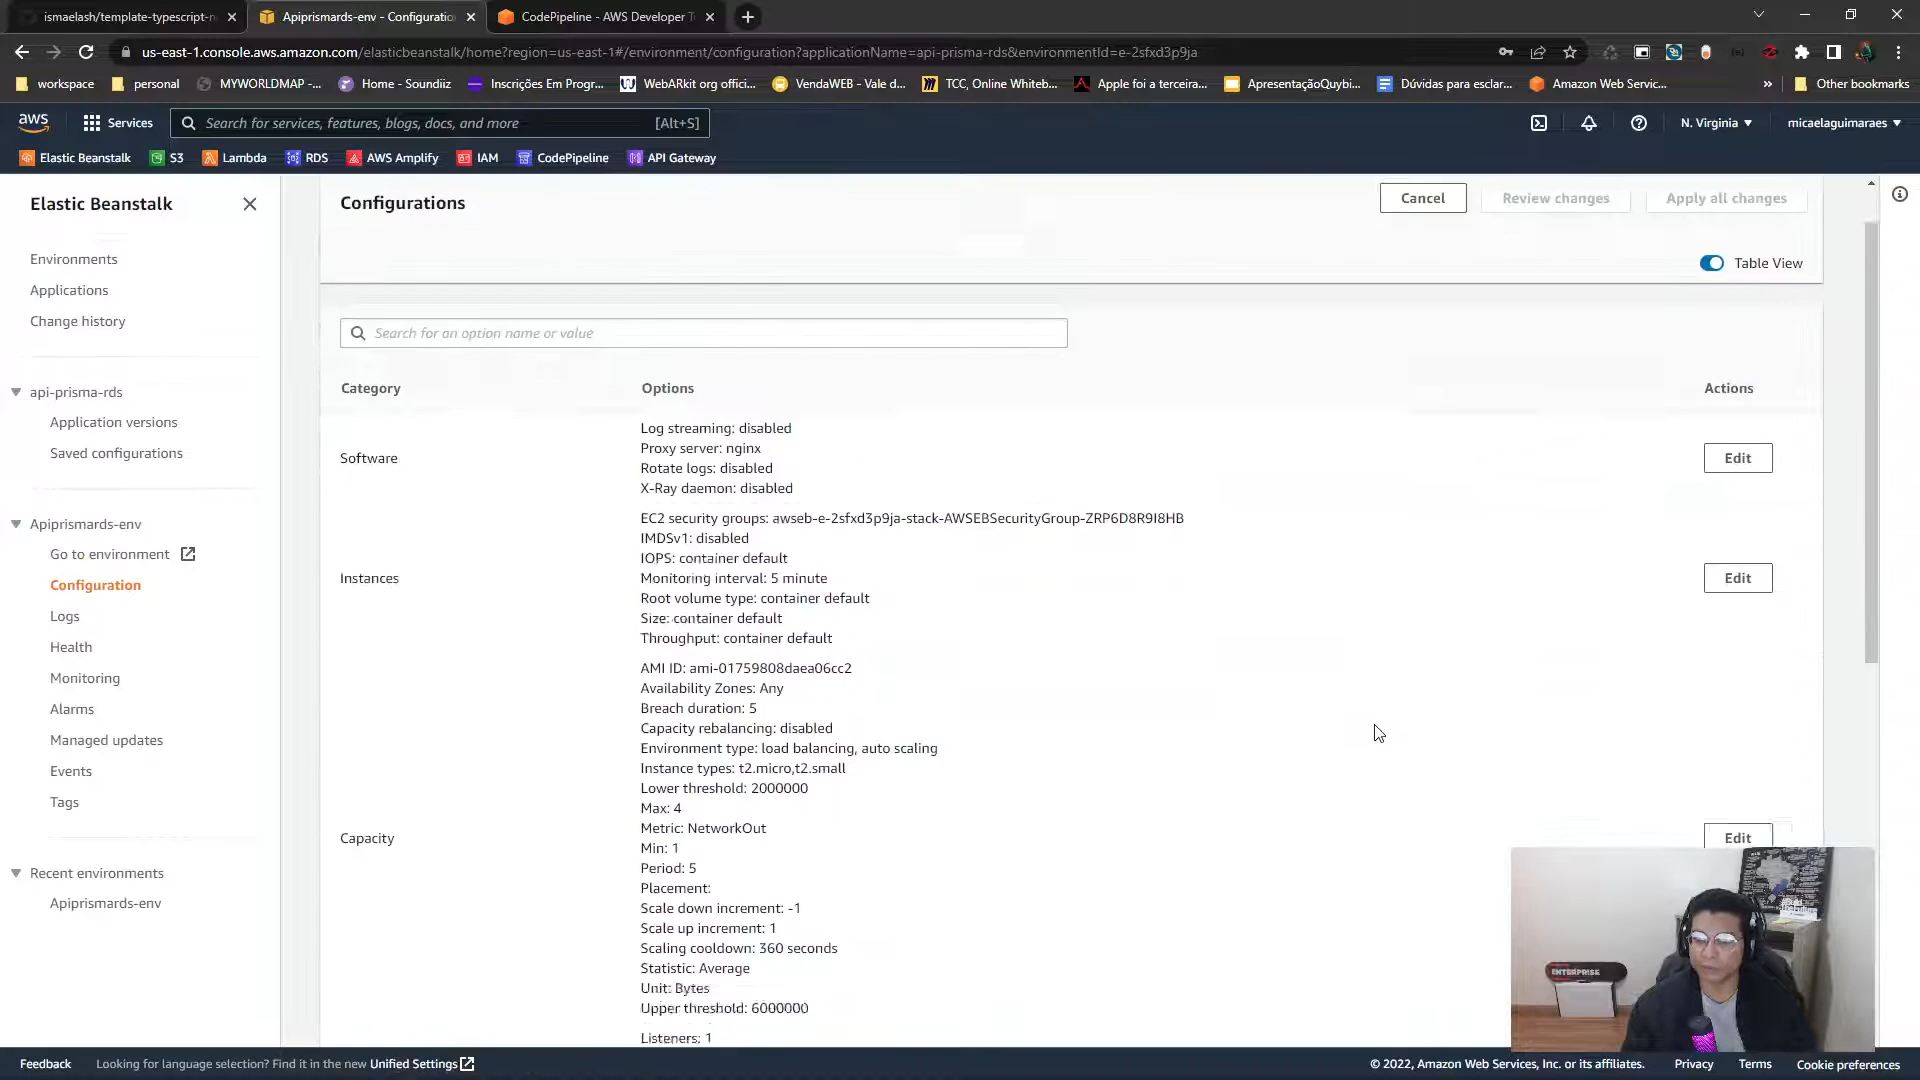 ismaelash/template-typescript-n
Apiprismards-env - Configuratio
CodePipeline - AWS Developer T
us-east-1.console.aws.amazon.com/elasticbeanstalk/home?region=us-east-1#/environment/configuration?applicationName=api-prisma-rds&environmentId=e-2sfxd3p9ja
workspace
personal
MYWORLDMAP -...
Home - Soundiiz
Inscrições Em Progr...
WebARkit org offici...
VendaWEB - Vale d...
TCC, Online Whiteb...
Apple foi a terceira...
ApresentaçãoQuybi...
Dúvidas para esclar...
Amazon Web Servic...
»
Other bookmarks
aws
Services
Search for services, features, blogs, docs, and more
[Alt+S]
N. Virginia
micaelaguimaraes
Elastic Beanstalk
S3
Lambda
RDS
AWS Amplify
IAM
CodePipeline
API Gateway
Elastic Beanstalk
Environments
Applications
Change history
api-prisma-rds
Application versions
Saved configurations
Apiprismards-env
Go to environment
Configuration
Logs
Health
Monitoring
Alarms
Managed updates
Events
Tags
Recent environments
Apiprismards-env
Configurations
Cancel
Review changes
Apply all changes
Table View
Search for an option name or value
Category
Options
Actions
Software
Log streaming: disabled
Proxy server: nginx
Rotate logs: disabled
X-Ray daemon: disabled
Edit
Instances
EC2 security groups: awseb-e-2sfxd3p9ja-stack-AWSEBSecurityGroup-ZRP6D8R9I8HB
IMDSv1: disabled
IOPS: container default
Monitoring interval: 5 minute
Root volume type: container default
Size: container default
Throughput: container default
Edit
Capacity
AMI ID: ami-01759808daea06cc2
Availability Zones: Any
Breach duration: 5
Capacity rebalancing: disabled
Environment type: load balancing, auto scaling
Instance types: t2.micro,t2.small
Lower threshold: 2000000
Max: 4
Metric: NetworkOut
Min: 1
Period: 5
Placement:
Scale down increment: -1
Scale up increment: 1
Scaling cooldown: 360 seconds
Statistic: Average
Unit: Bytes
Upper threshold: 6000000
Edit
Listeners: 1
ENTERPRISE
Feedback
Looking for language selection? Find it in the new Unified Settings
© 2022, Amazon Web Services, Inc. or its affiliates.
Privacy
Terms
Cookie preferences